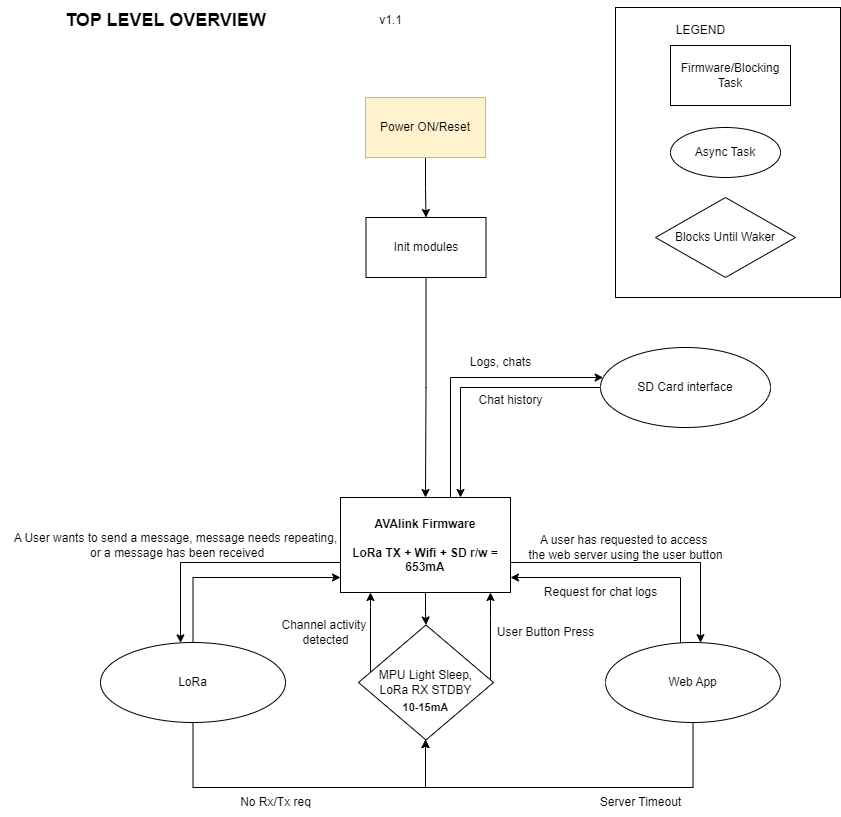 TOP LEVEL OVERVIEW
v1.1
LEGEND
Firmware/Blocking
Task
Async Task
Blocks Until Waker
Power ON/Reset
Init modules
Logs, chats
SD Card interface
Chat history
AVAlink Firmware
LoRa TX + Wifi + SD r/w =
653mA
A User wants to send a message, message needs repeating,
or a message has been received
A user has requested to access
the web server using the user button
Request for chat logs
Channel activity
detected
User Button Press
LoRa
MPU Light Sleep,
LoRa RX STDBY
10-15mA
Web App
No Rx/Tx req
Server Timeout